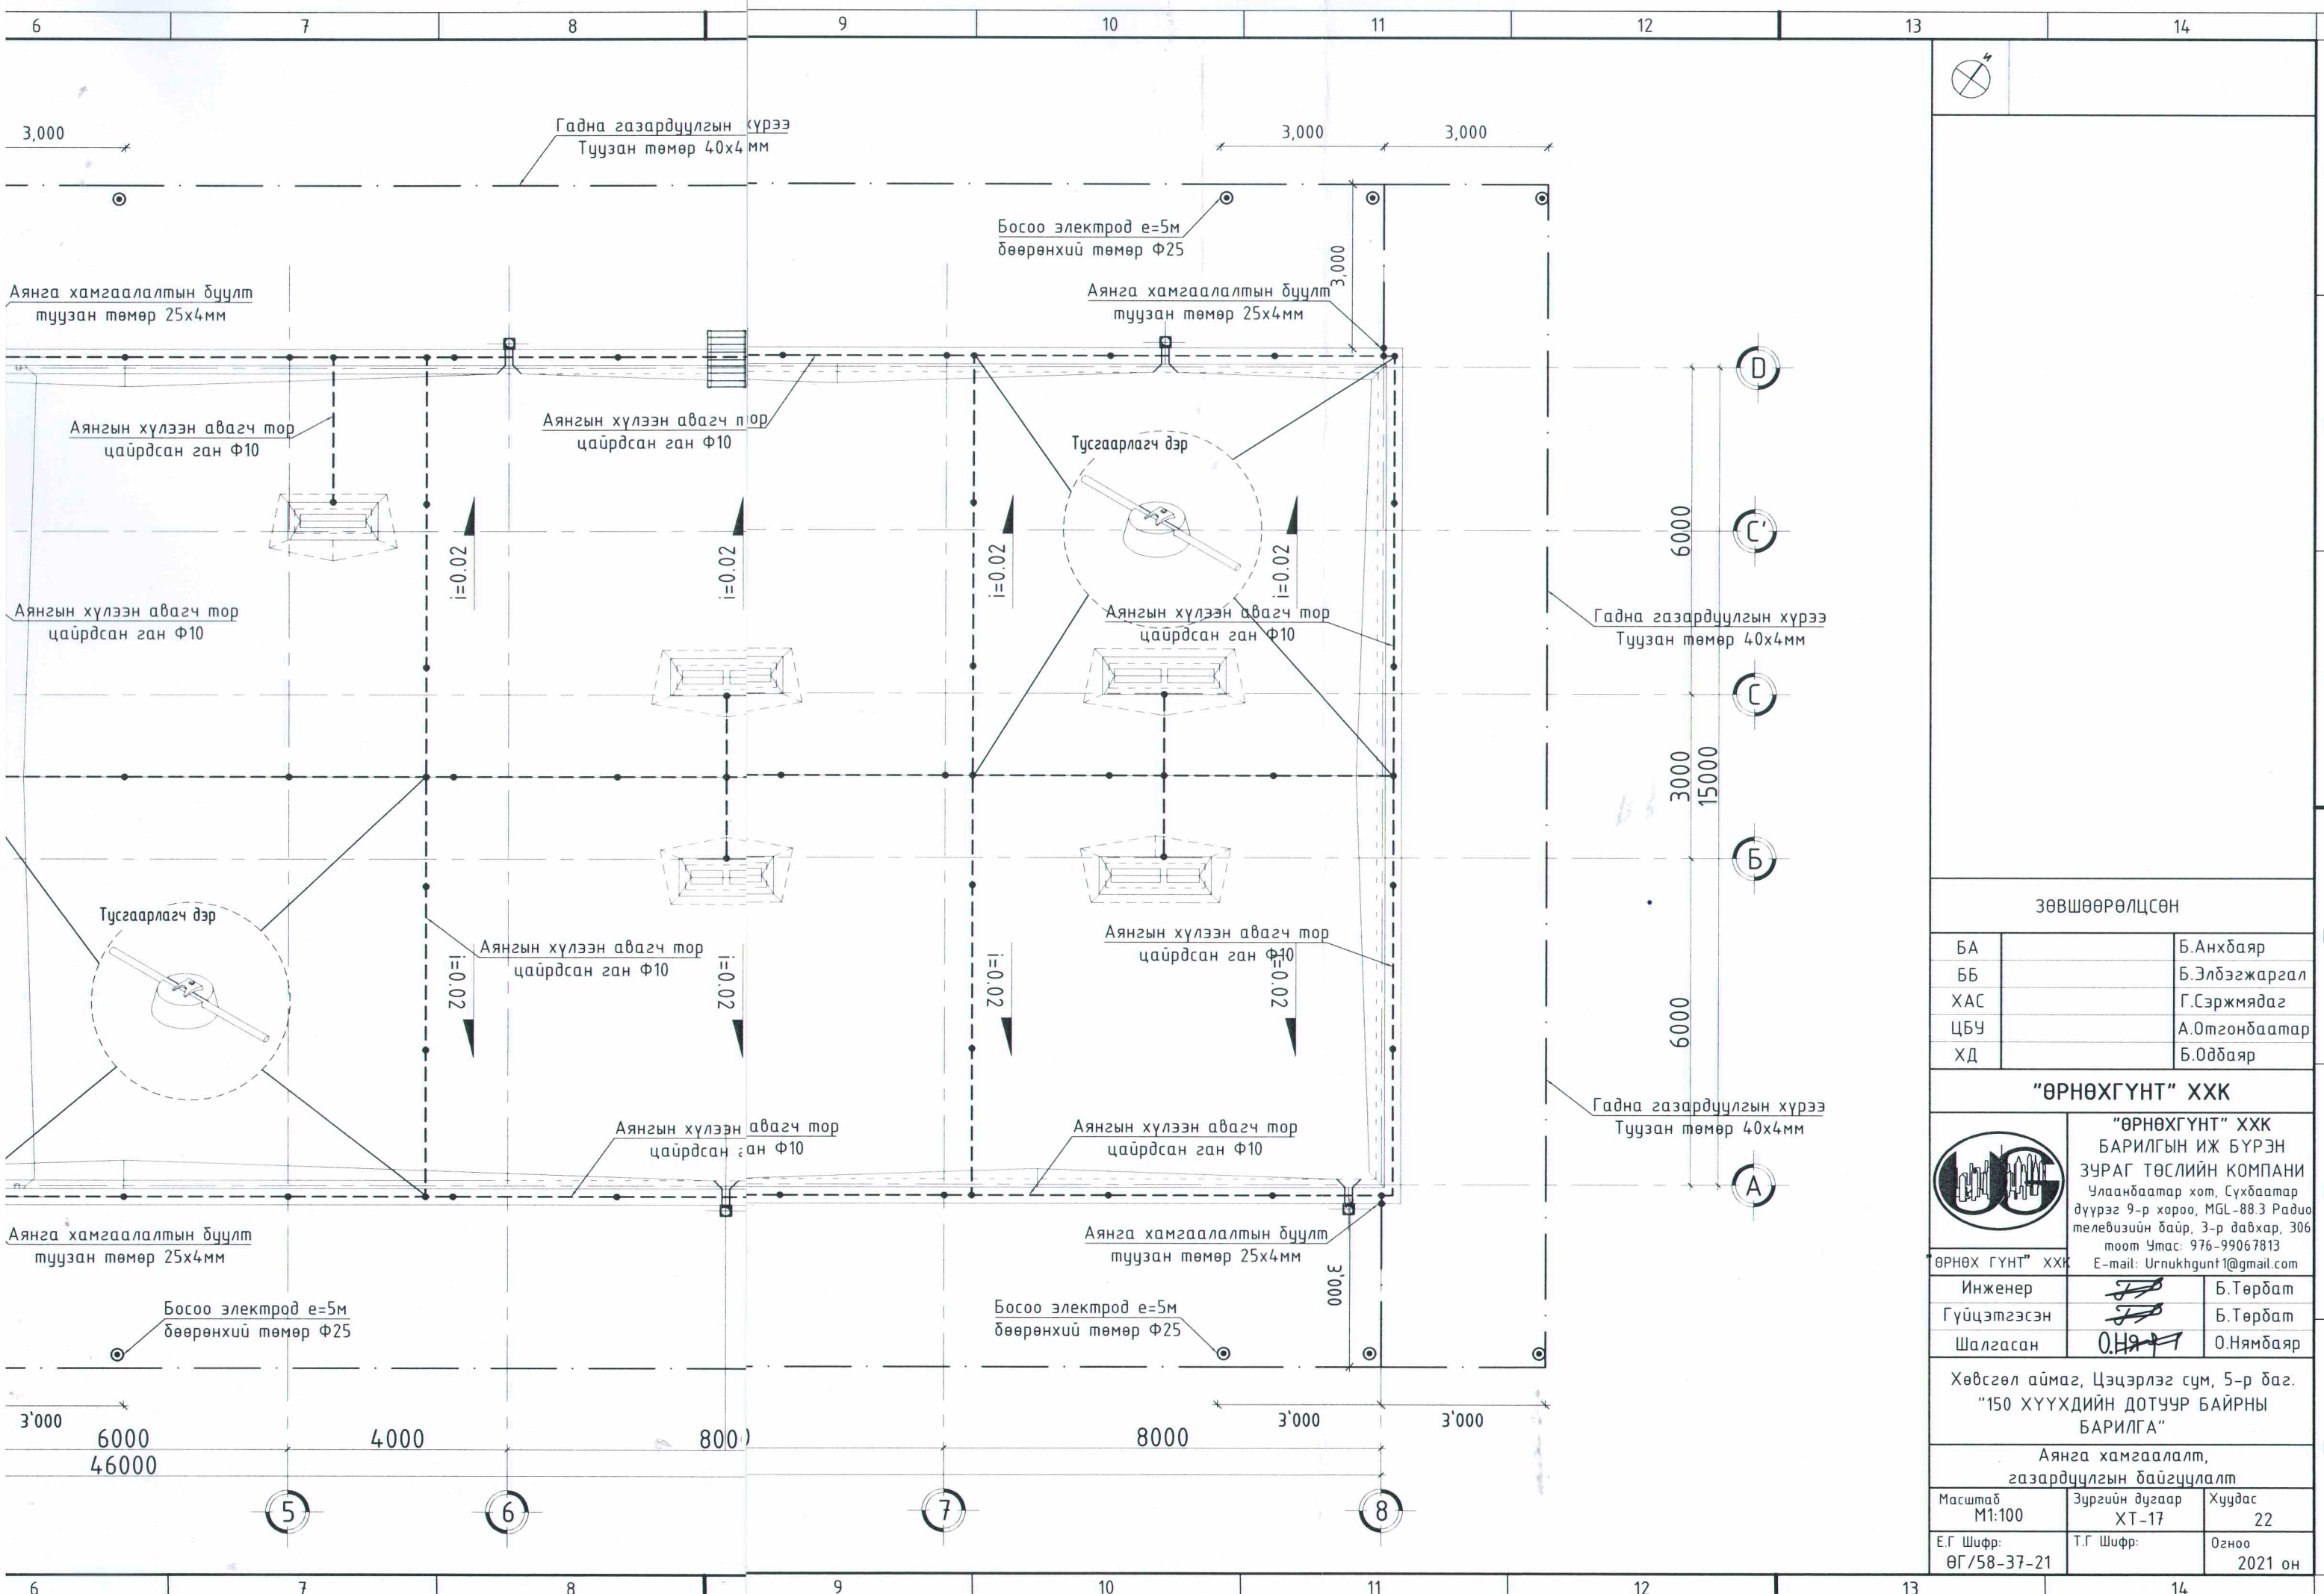 6 7 8 9 10 11 12 13 14
И
3,000
Гадна газардуулгын хүрээ
Туузан төмөр 40х4мм
3,000 3,000
Босоо электрод е=5м
бөөрөнхий төмөр Ф25
3,000
Аянга хамгаалалтын буулт
туузан төмөр 25х4мм
Аянга хамгаалалтын буулт
туузан төмөр 25х4мм
D
Аянгын хүлээн авагч тор
цайрдсан ган Ф10
Аянгын хүлээн авагч тор
цайрдсан ган Ф10
Тусгаарлагч дэр
C'
6000
i=0.02
i=0.02
i=0.02
i=0.02
Аянгын хүлээн авагч тор
цайрдсан ган Ф10
Аянгын хүлээн авагч тор
цайрдсан ган Ф10
Гадна газардуулгын хүрээ
Туузан төмөр 40х4мм
C
3000
15000
Б
Тусгаарлагч дэр
Аянгын хүлээн авагч тор
цайрдсан ган Ф10
Аянгын хүлээн авагч тор
цайрдсан ган Ф10
i=0.02
i=0.02
i=0.02
i=0.02
6000
Аянгын хүлээн авагч тор
цайрдсан ган Ф10
Аянгын хүлээн авагч тор
цайрдсан ган Ф10
Гадна газардуулгын хүрээ
Туузан төмөр 40х4мм
A
Аянга хамгаалалтын буулт
туузан төмөр 25х4мм
Аянга хамгаалалтын буулт
туузан төмөр 25х4мм
3'000
Босоо электрод е=5м
бөөрөнхий төмөр Ф25
Босоо электрод е=5м
бөөрөнхий төмөр Ф25
3'000
3'000 3'000
6000 4000 800 8000
46000
5 6 7 8
ЗӨВШӨӨРӨЛЦСӨН
БА Б.Анхбаяр
ББ Б.Элбэгжаргал
ХАС Г.Сэржмядаг
ЦБУ А.Отгонбаатар
ХД Б.Одбаяр
"ӨРНӨХГҮНТ" ХХК
"ӨРНӨХГҮНТ" ХХК
БАРИЛГЫН ИЖ БҮРЭН
ЗУРАГ ТӨСЛИЙН КОМПАНИ
Улаанбаатар хот, Сүхбаатар
дүүрэг 9-р хороо, MGL-88.3 Радио
телевизийн байр, 3-р давхар, 306
тоот Утас: 976-99067813
E-mail: Urnukhgunt1@gmail.com
"ӨРНӨХ ГҮНТ" ХХК
Инженер Б.Төрбат
Гүйцэтгэсэн Б.Төрбат
Шалгасан О.Нямбаяр
Хөвсгөл аймаг, Цэцэрлэг сум, 5-р баг.
"150 ХҮҮХДИЙН ДОТУУР БАЙРНЫ
БАРИЛГА"
Аянга хамгаалалт,
газардуулгын байгуулалт
Масштаб Зургийн дугаар Хуудас
М1:100 ХТ-17 22
Е.Г Шифр: Т.Г Шифр: Огноо
ӨГ/58-37-21 2021 он
6 7 8 9 10 11 12 13 14